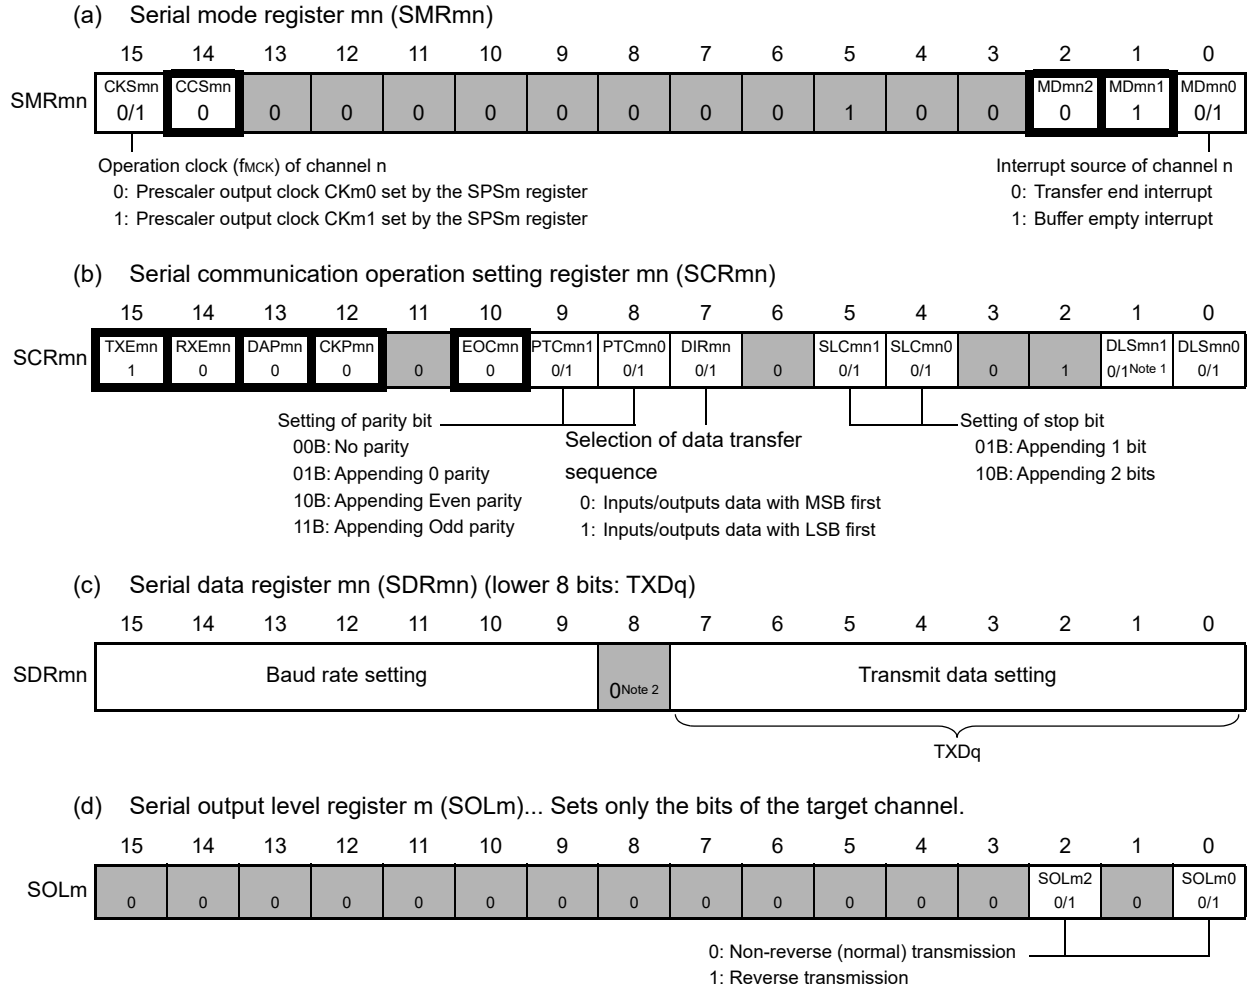 (a) Serial mode register mn (SMRmn)
15 14 13 12 11 10 9 8 7 6 5 4 3 2 1 0
SMRmn
CKSmn CCSmn MDmn2 MDmn1 MDmn0
0/1 0 0 0 0 0 0 0 0 0 1 0 0 0 1 0/1
Operation clock (fMCK) of channel n
0: Prescaler output clock CKm0 set by the SPSm register
1: Prescaler output clock CKm1 set by the SPSm register
Interrupt source of channel n
0: Transfer end interrupt
1: Buffer empty interrupt
(b) Serial communication operation setting register mn (SCRmn)
15 14 13 12 11 10 9 8 7 6 5 4 3 2 1 0
SCRmn
TXEmn RXEmn DAPmn CKPmn EOCmn PTCmn1 PTCmn0 DIRmn SLCmn1 SLCmn0 DLSmn1 DLSmn0
1 0 0 0 0 0 0/1 0/1 0/1 0 0/1 0/1 0 1 0/1Note 1 0/1
Setting of parity bit
00B: No parity
01B: Appending 0 parity
10B: Appending Even parity
11B: Appending Odd parity
Selection of data transfer
sequence
0: Inputs/outputs data with MSB first
1: Inputs/outputs data with LSB first
Setting of stop bit
01B: Appending 1 bit
10B: Appending 2 bits
(c) Serial data register mn (SDRmn) (lower 8 bits: TXDq)
15 14 13 12 11 10 9 8 7 6 5 4 3 2 1 0
SDRmn
Baud rate setting 0Note 2 Transmit data setting
TXDq
(d) Serial output level register m (SOLm)... Sets only the bits of the target channel.
15 14 13 12 11 10 9 8 7 6 5 4 3 2 1 0
SOLm
SOLm2 SOLm0
0 0 0 0 0 0 0 0 0 0 0 0 0 0/1 0 0/1
0: Non-reverse (normal) transmission
1: Reverse transmission